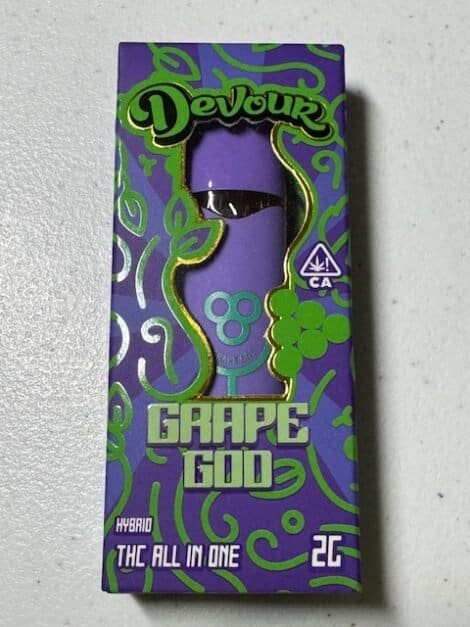 Devour
CA
GRAPE
GOD
HYBRID
THC ALL IN ONE
2G